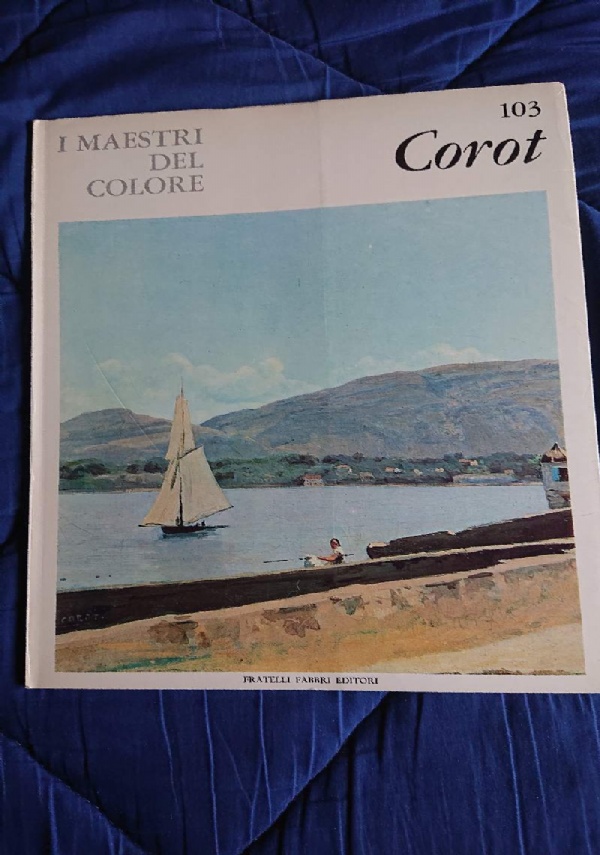 I MAESTRI
DEL
COLORE
103
Corot
COROT.
FRATELLI FABBRI EDITORI